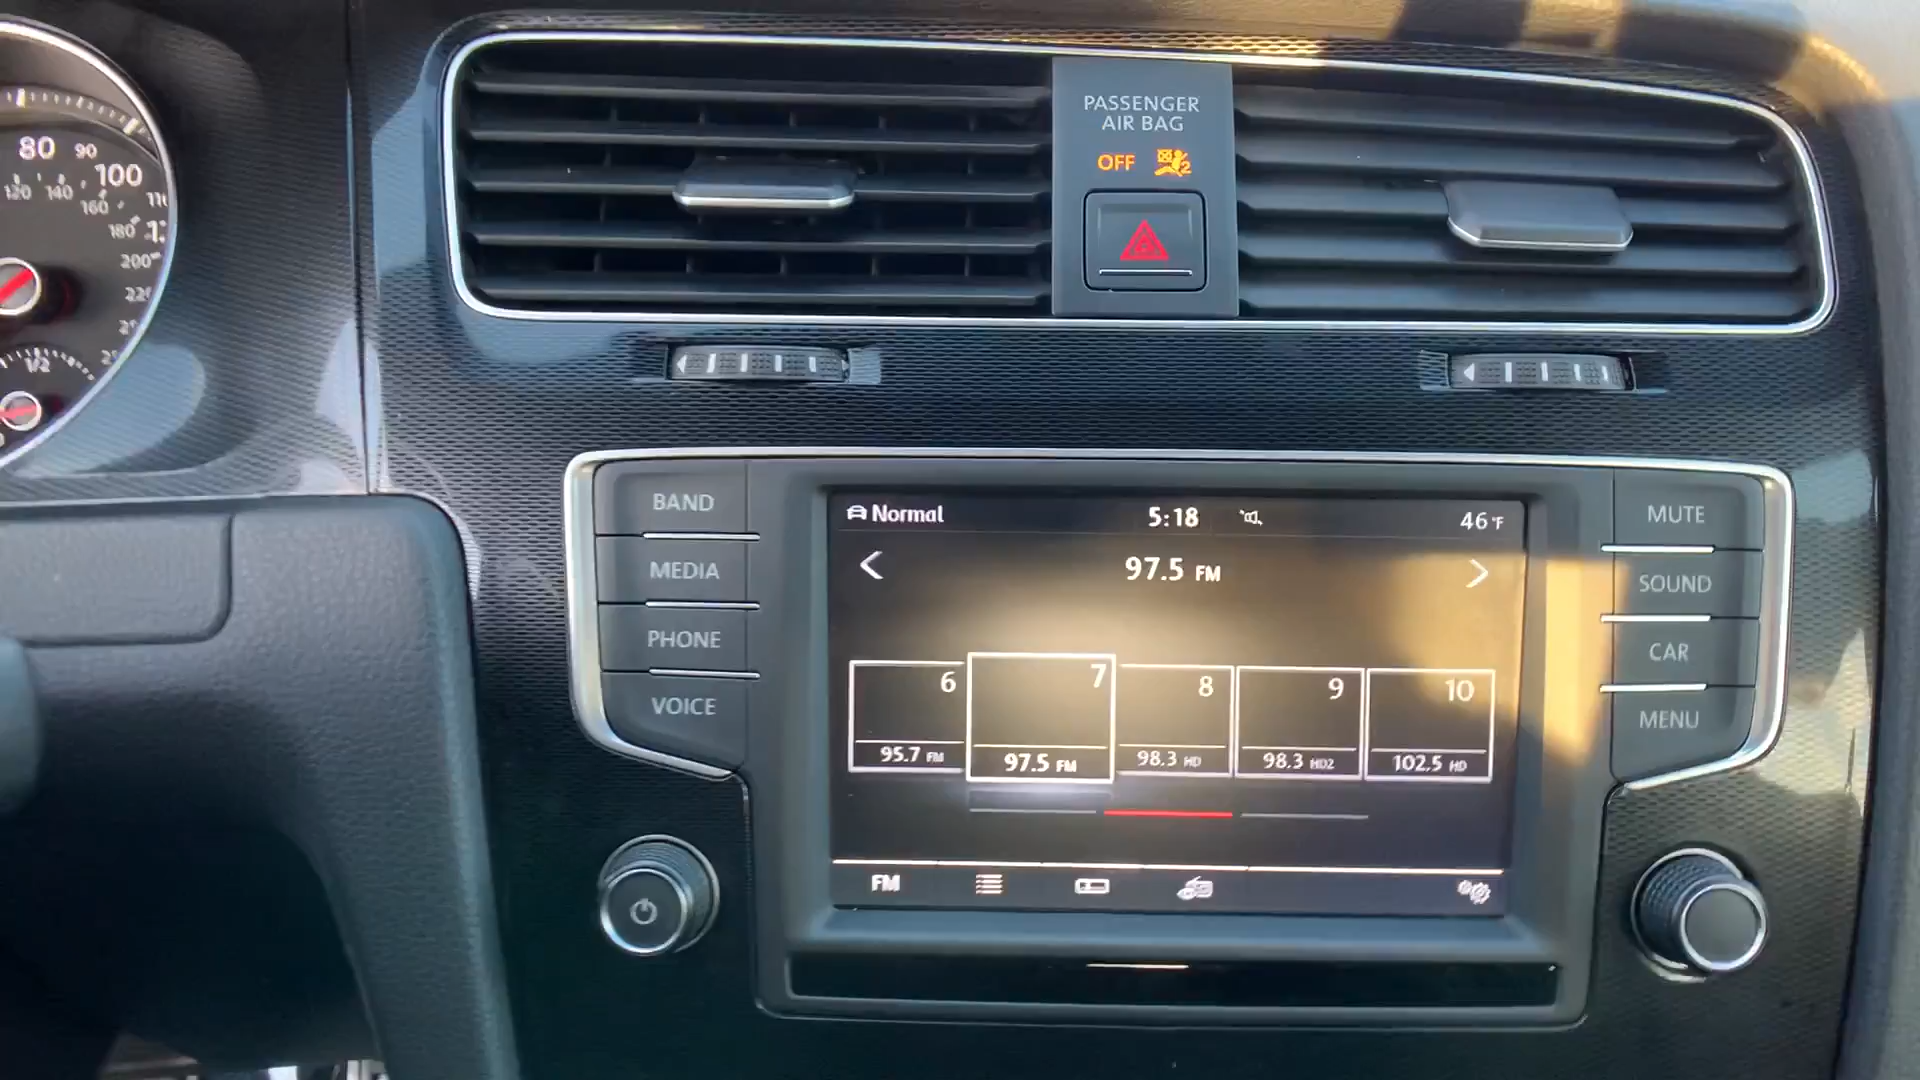 80 90 100
120 140 160
180
200
1/2
PASSENGER
AIR BAG
OFF
BAND
MEDIA
PHONE
VOICE
Normal 5:18 46°F
97.5 FM
6 7 8 9 10
95.7 FM 97.5 FM 98.3 HD 98.3 HD2 102.5 HD
FM
MUTE
SOUND
CAR
MENU